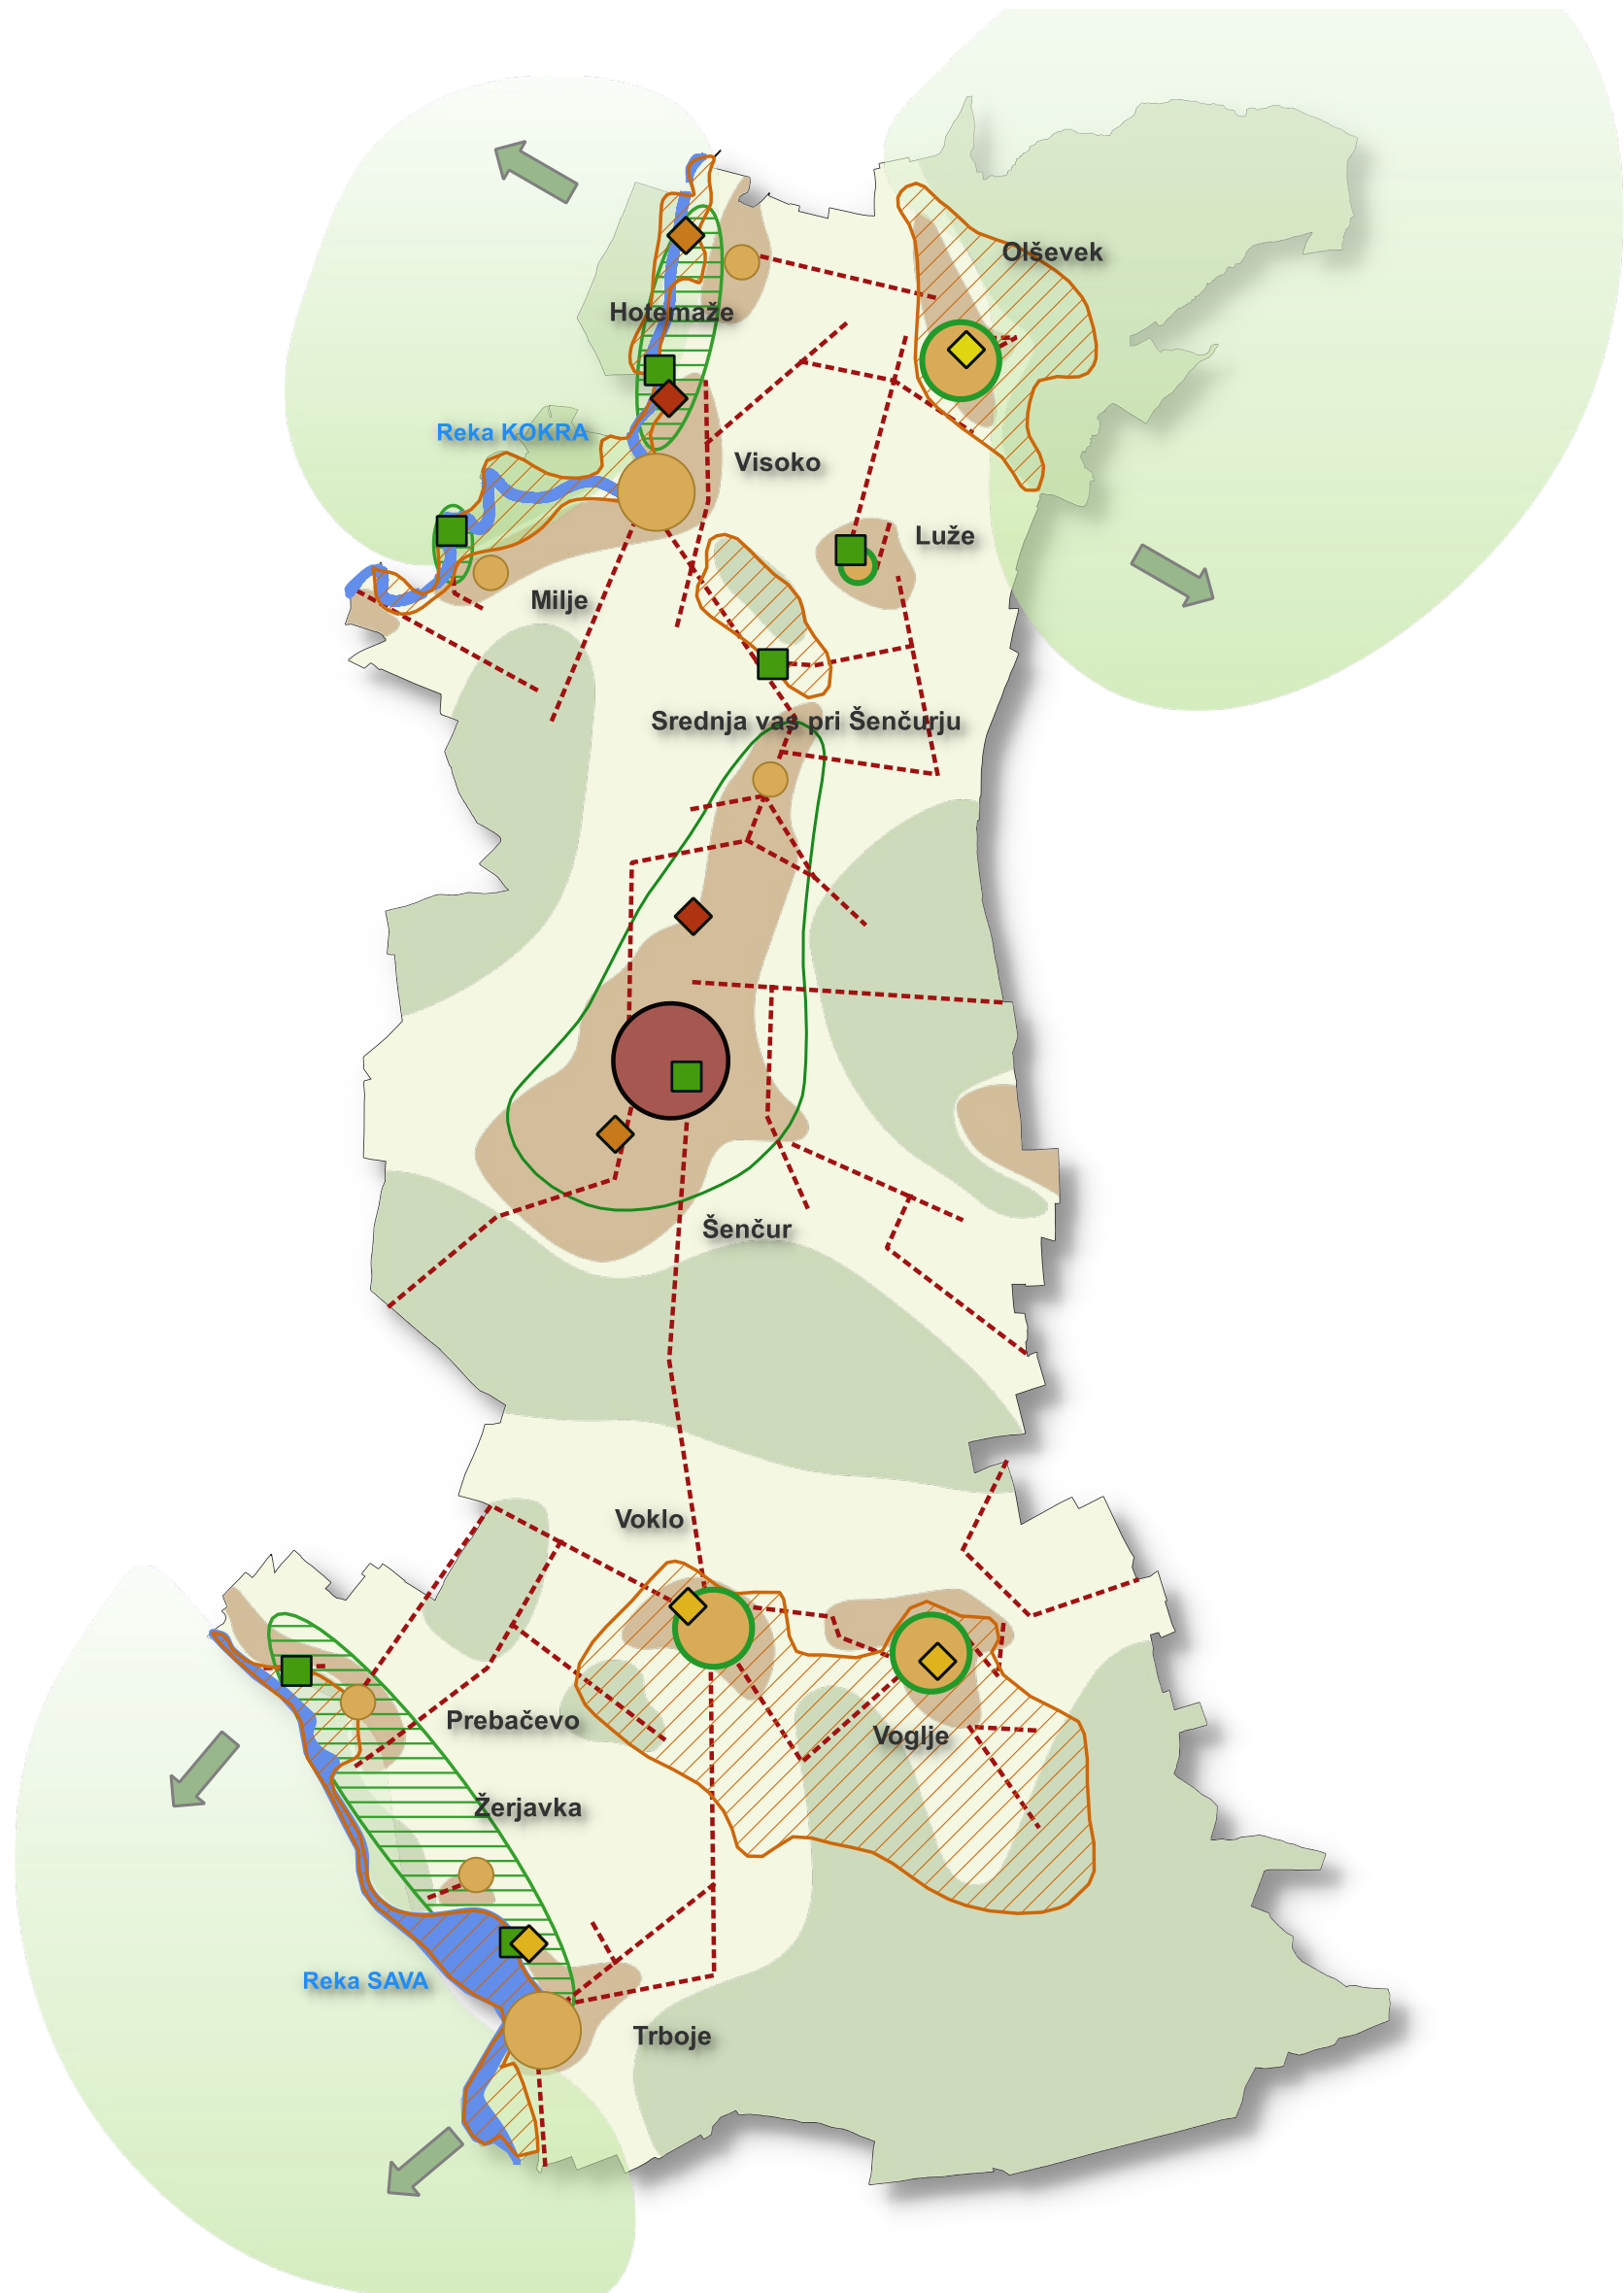 Olševek
Hotemaže
Reka KOKRA
Visoko
Luže
Milje
Srednja vas pri Šenčurju
Šenčur
Voklo
Prebačevo
Voglje
Žerjavka
Reka SAVA
Trboje